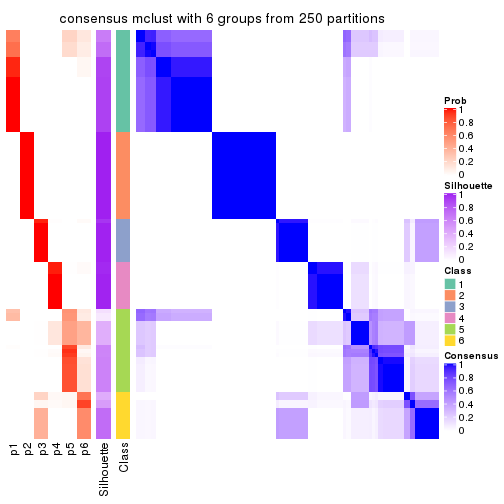 consensus mclust with 6 groups from 250 partitions
Prob
1
0.8
0.6
0.4
0.2
0
Silhouette
1
0.8
0.6
0.4
0.2
0
Class
1
2
3
4
5
6
Consensus
1
0.8
0.6
0.4
0.2
0
p1
p2
p3
p4
p5
p6
Silhouette
Class